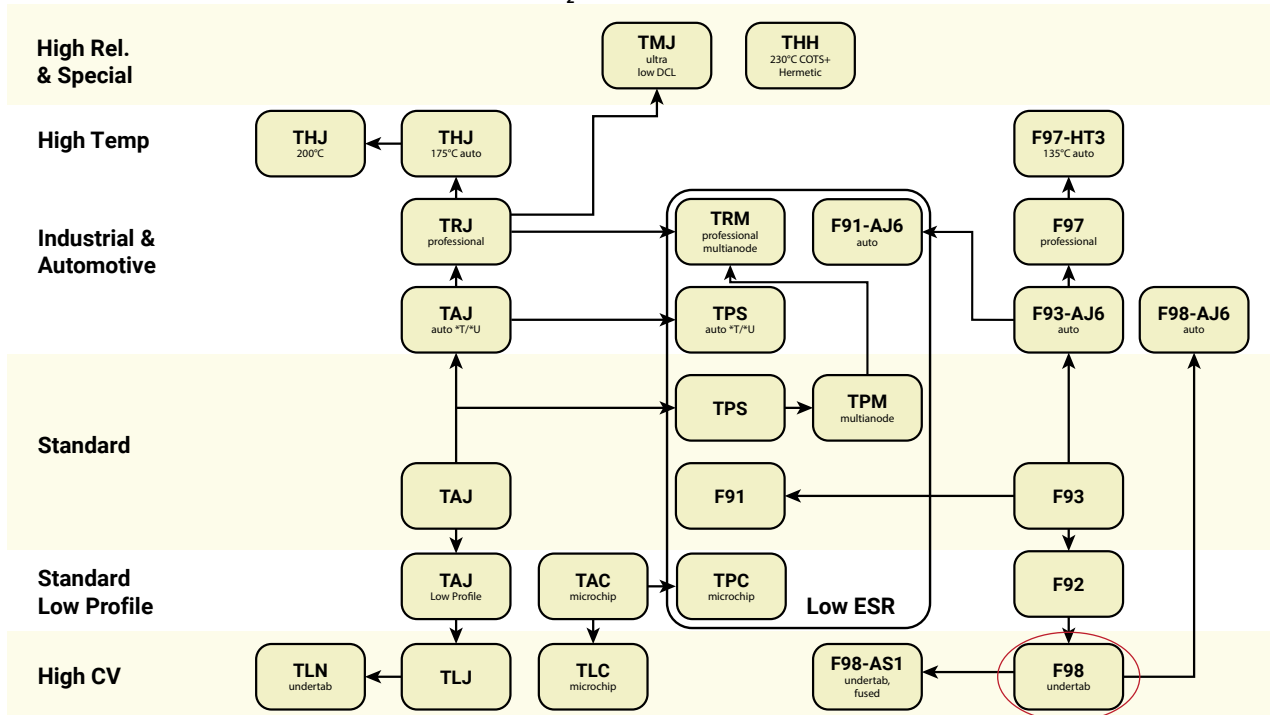 2
High Rel.
& Special
TMJ
ultra
low DCL
THH
230°C COTS+
Hermetic
High Temp
THJ
200°C
THJ
175°C auto
F97-HT3
135°C auto
Industrial &
Automotive
TRJ
professional
TRM
professional
multianode
F91-AJ6
auto
F97
professional
TAJ
auto *T/*U
TPS
auto *T/*U
F93-AJ6
auto
F98-AJ6
auto
Standard
TPS
TPM
multianode
TAJ
F91
F93
Standard
Low Profile
TAJ
Low Profile
TAC
microchip
TPC
microchip
Low ESR
F92
High CV
TLN
undertab
TLJ
TLC
microchip
F98-AS1
undertab,
fused
F98
undertab